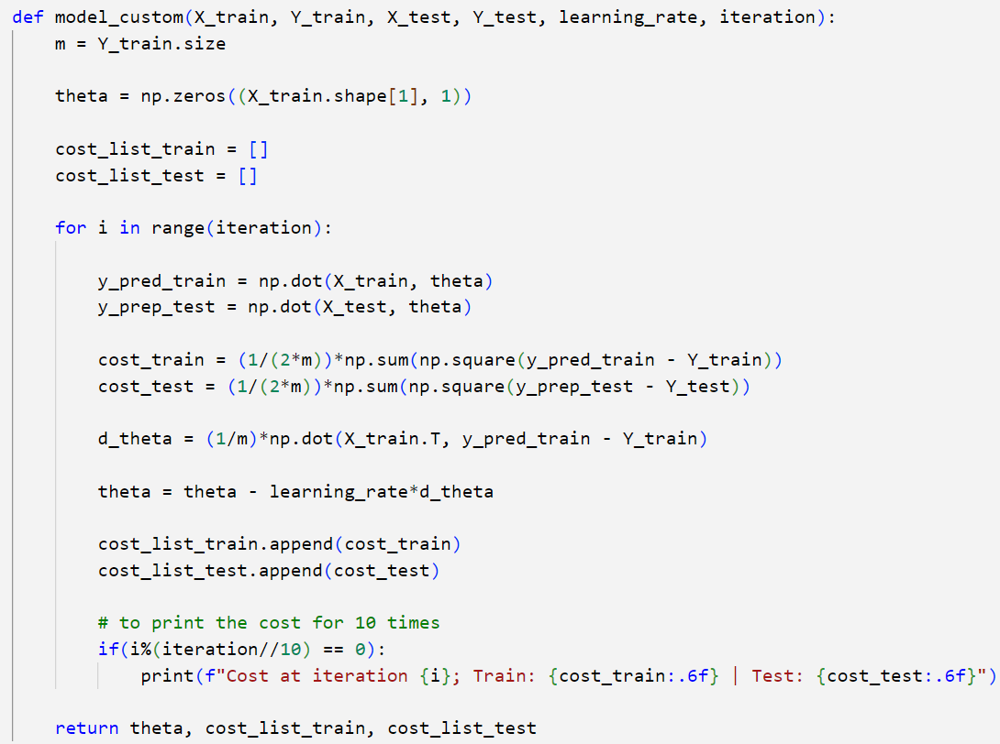 def model_custom(X_train, Y_train, X_test, Y_test, learning_rate, iteration):
    m = Y_train.size
    theta = np.zeros((X_train.shape[1], 1))
    cost_list_train = []
    cost_list_test = []
    for i in range(iteration):
        y_pred_train = np.dot(X_train, theta)
        y_prep_test = np.dot(X_test, theta)
        cost_train = (1/(2*m))*np.sum(np.square(y_pred_train - Y_train))
        cost_test = (1/(2*m))*np.sum(np.square(y_prep_test - Y_test))
        d_theta = (1/m)*np.dot(X_train.T, y_pred_train - Y_train)
        theta = theta - learning_rate*d_theta
        cost_list_train.append(cost_train)
        cost_list_test.append(cost_test)
        # to print the cost for 10 times
        if(i%(iteration//10) == 0):
            print(f"Cost at iteration {i}; Train: {cost_train:.6f} | Test: {cost_test:.6f}")
    return theta, cost_list_train, cost_list_test